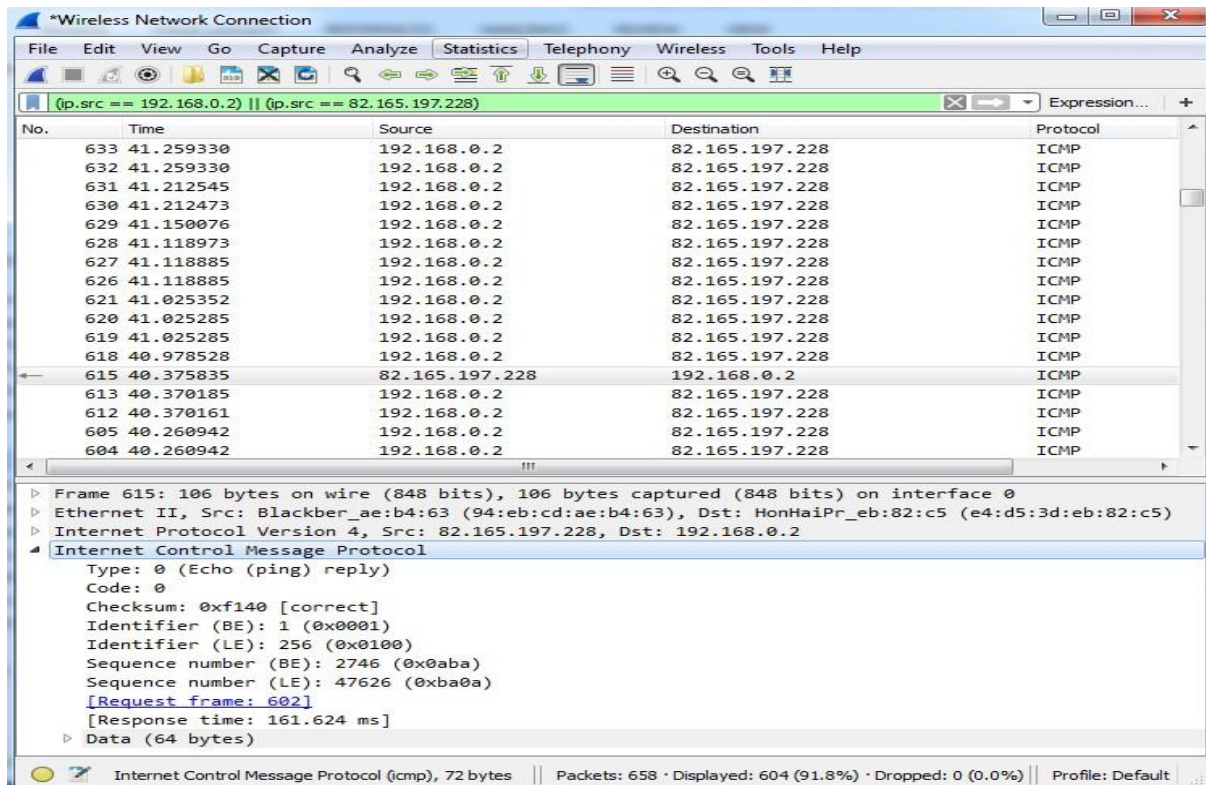 *Wireless Network Connection
File Edit View Go Capture Analyze Statistics Telephony Wireless Tools Help
(ip.src == 192.168.0.2) || (ip.src == 82.165.197.228) Expression... +
No. Time Source Destination Protocol
633 41.259330 192.168.0.2 82.165.197.228 ICMP
632 41.259330 192.168.0.2 82.165.197.228 ICMP
631 41.212545 192.168.0.2 82.165.197.228 ICMP
630 41.212473 192.168.0.2 82.165.197.228 ICMP
629 41.150076 192.168.0.2 82.165.197.228 ICMP
628 41.118973 192.168.0.2 82.165.197.228 ICMP
627 41.118885 192.168.0.2 82.165.197.228 ICMP
626 41.118885 192.168.0.2 82.165.197.228 ICMP
621 41.025352 192.168.0.2 82.165.197.228 ICMP
620 41.025285 192.168.0.2 82.165.197.228 ICMP
619 41.025285 192.168.0.2 82.165.197.228 ICMP
618 40.978528 192.168.0.2 82.165.197.228 ICMP
615 40.375835 82.165.197.228 192.168.0.2 ICMP
613 40.370185 192.168.0.2 82.165.197.228 ICMP
612 40.370161 192.168.0.2 82.165.197.228 ICMP
605 40.260942 192.168.0.2 82.165.197.228 ICMP
604 40.260942 192.168.0.2 82.165.197.228 ICMP
Frame 615: 106 bytes on wire (848 bits), 106 bytes captured (848 bits) on interface 0
Ethernet II, Src: Blackber_ae:b4:63 (94:eb:cd:ae:b4:63), Dst: HonHaiPr_eb:82:c5 (e4:d5:3d:eb:82:c5)
Internet Protocol Version 4, Src: 82.165.197.228, Dst: 192.168.0.2
Internet Control Message Protocol
Type: 0 (Echo (ping) reply)
Code: 0
Checksum: 0xf140 [correct]
Identifier (BE): 1 (0x0001)
Identifier (LE): 256 (0x0100)
Sequence number (BE): 2746 (0x0aba)
Sequence number (LE): 47626 (0xba0a)
[Request frame: 602]
[Response time: 161.624 ms]
Data (64 bytes)
Internet Control Message Protocol (icmp), 72 bytes || Packets: 658 · Displayed: 604 (91.8%) · Dropped: 0 (0.0%) || Profile: Default